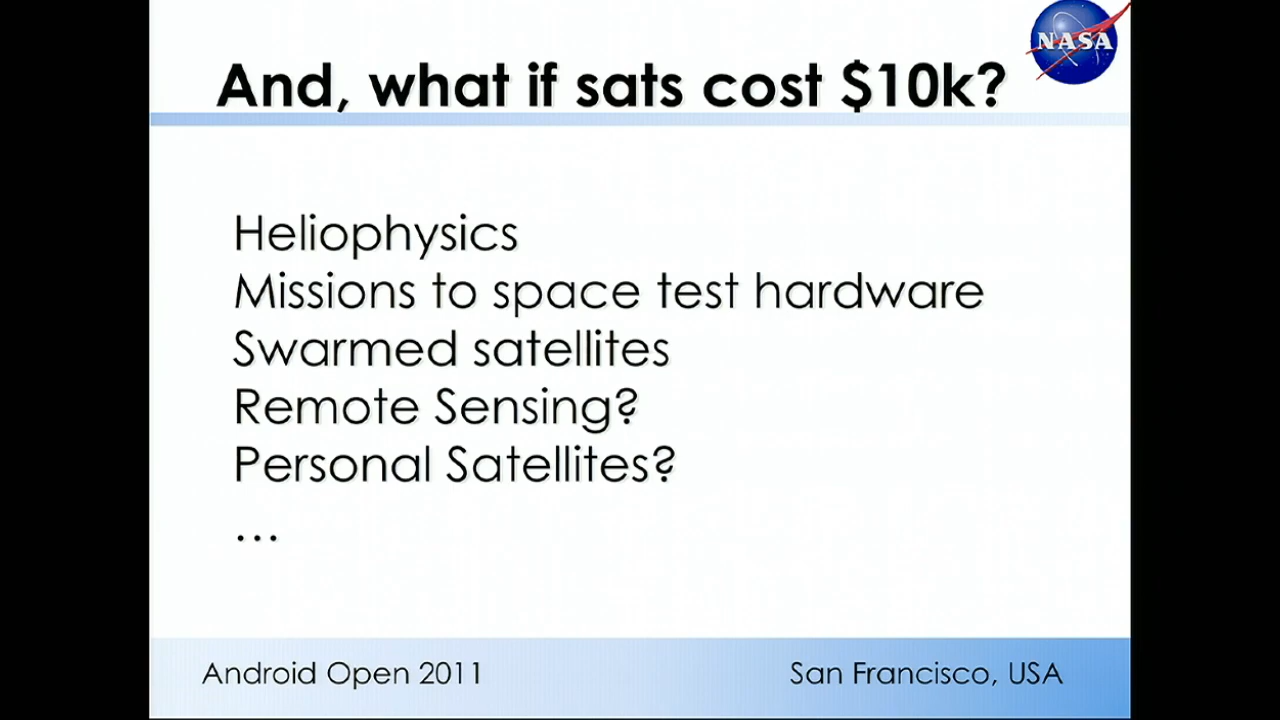 NASA
And, what if sats cost $10k?
Heliophysics
Missions to space test hardware
Swarmed satellites
Remote Sensing?
Personal Satellites?
...
Android Open 2011
San Francisco, USA